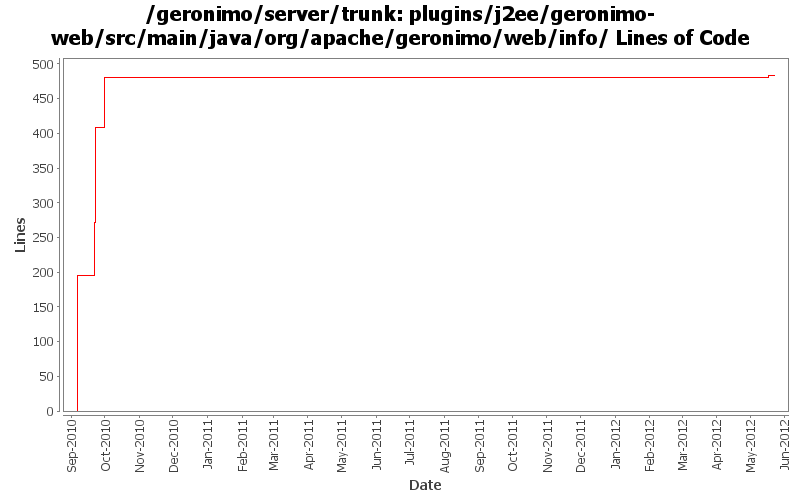 /geronimo/server/trunk: plugins/j2ee/geronimo-
web/src/main/java/org/apache/geronimo/web/info/ Lines of Code
500
450
400
350
300
250
200
150
100
50
0
Lines
Sep-2010
Oct-2010
Nov-2010
Dec-2010
Jan-2011
Feb-2011
Mar-2011
Apr-2011
May-2011
Jun-2011
Jul-2011
Aug-2011
Sep-2011
Oct-2011
Nov-2011
Dec-2011
Jan-2012
Feb-2012
Mar-2012
Apr-2012
May-2012
Jun-2012
Date